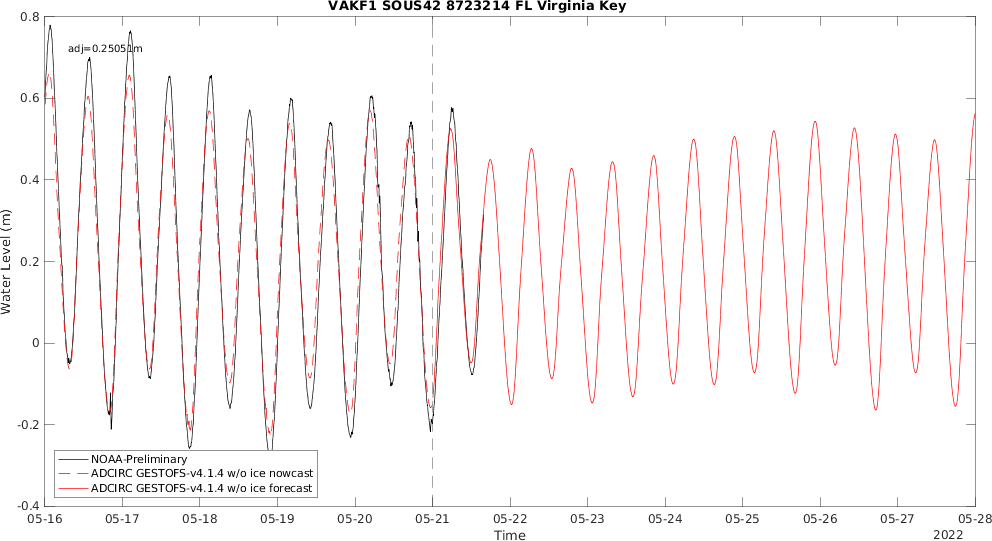 VAKF1 SOUS42 8723214 FL Virginia Key
adj=0.25051m
Water Level (m)
0.8
0.6
0.4
0.2
0
-0.2
-0.4
NOAA-Preliminary
ADCIRC GESTOFS-v4.1.4 w/o ice nowcast
ADCIRC GESTOFS-v4.1.4 w/o ice forecast
05-16 05-17 05-18 05-19 05-20 05-21 05-22 05-23 05-24 05-25 05-26 05-27 05-28
Time
2022